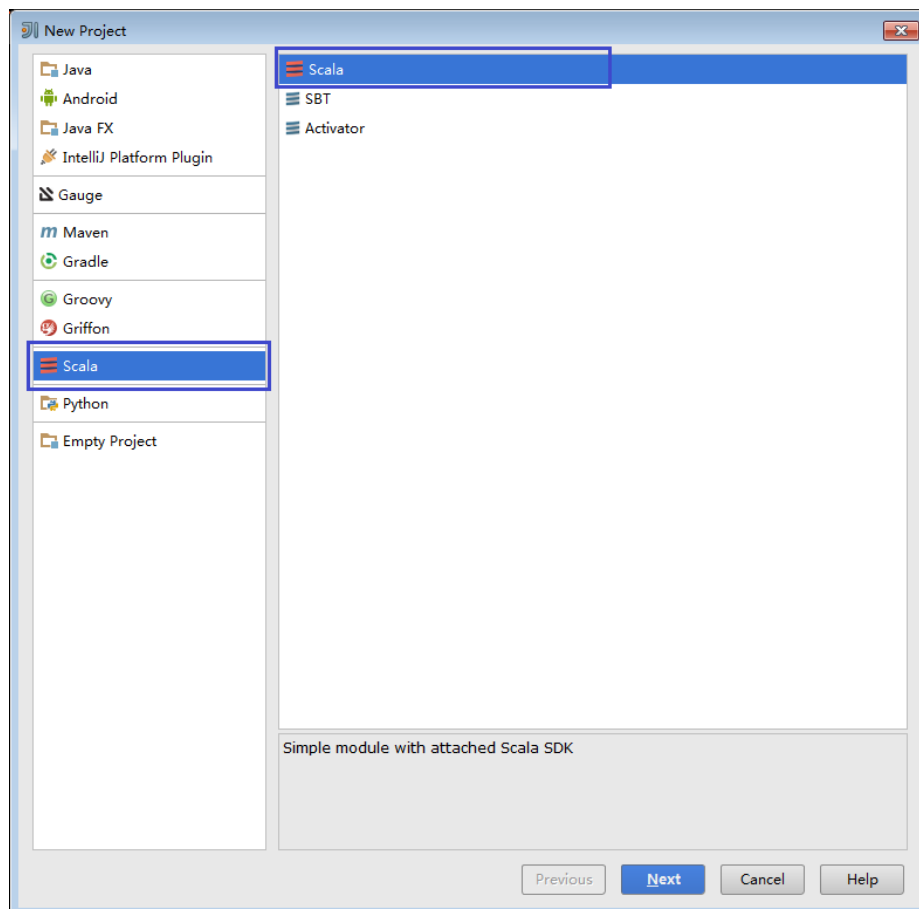 New Project
Java
Android
Java FX
IntelliJ Platform Plugin
Gauge
Maven
Gradle
Groovy
Griffon
Scala
Python
Empty Project
Scala
SBT
Activator
Simple module with attached Scala SDK
Previous
Next
Cancel
Help